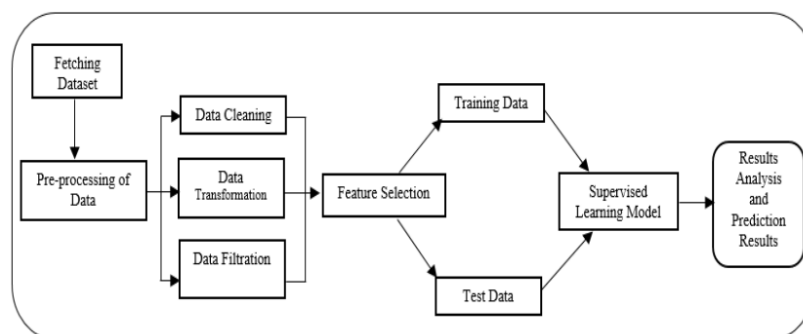 Fetching
Dataset
Pre-processing of
Data
Data Cleaning
Data
Transformation
Data Filtration
Feature Selection
Training Data
Test Data
Supervised
Learning Model
Results
Analysis
and
Prediction
Results